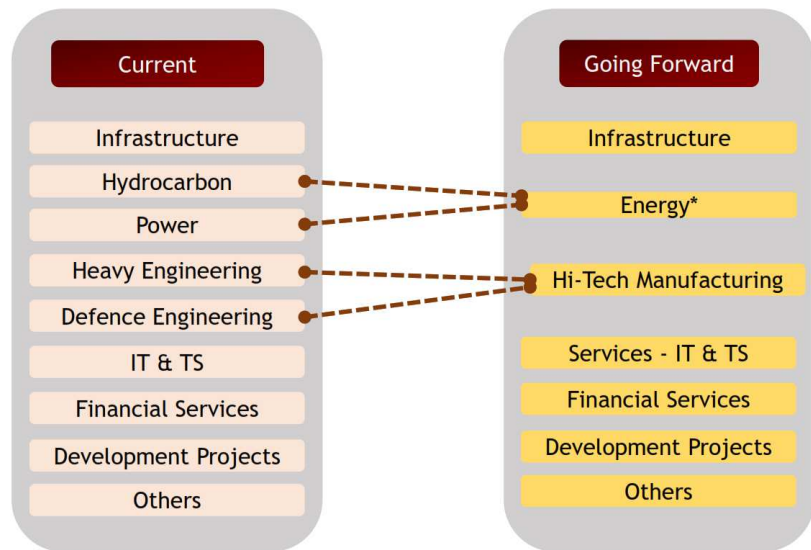 Current
Infrastructure
Hydrocarbon
Power
Heavy Engineering
Defence Engineering
IT & TS
Financial Services
Development Projects
Others
Going Forward
Infrastructure
Energy*
Hi-Tech Manufacturing
Services - IT & TS
Financial Services
Development Projects
Others